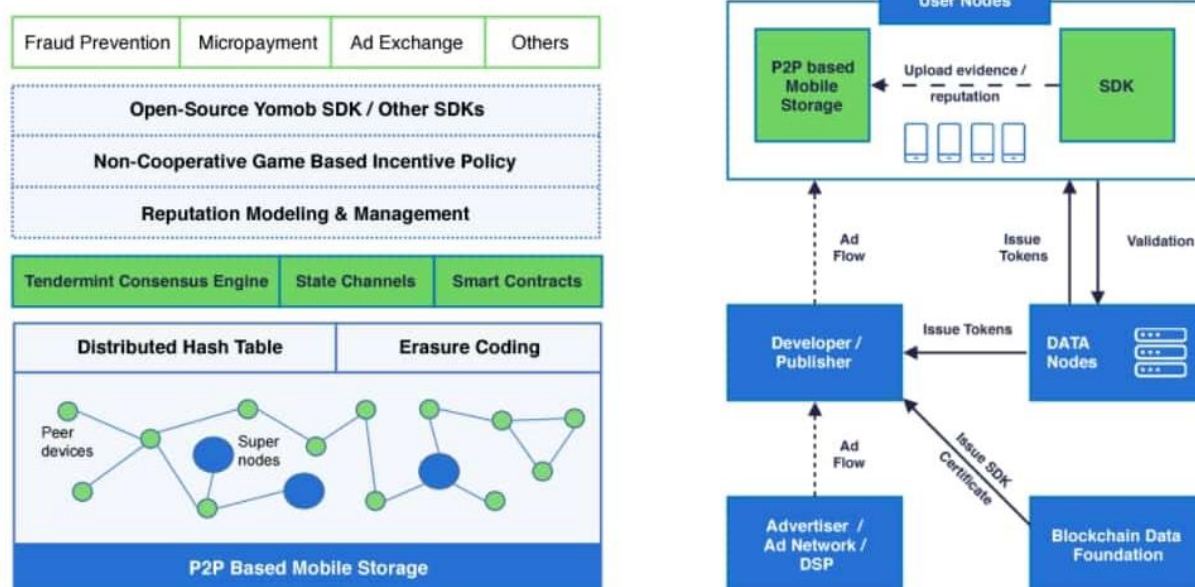 Fraud Prevention
Micropayment
Ad Exchange
Others
Open-Source Yomob SDK / Other SDKs
Non-Cooperative Game Based Incentive Policy
Reputation Modeling & Management
Tendermint Consensus Engine
State Channels
Smart Contracts
Distributed Hash Table
Erasure Coding
Peer
devices
Super
nodes
P2P Based Mobile Storage
User Nodes
P2P based
Mobile
Storage
Upload evidence /
reputation
SDK
Ad
Flow
Issue
Tokens
Validation
Developer /
Publisher
Issue Tokens
DATA
Nodes
Ad
Flow
Issue SDK
Certificate
Advertiser /
Ad Network /
DSP
Blockchain Data
Foundation